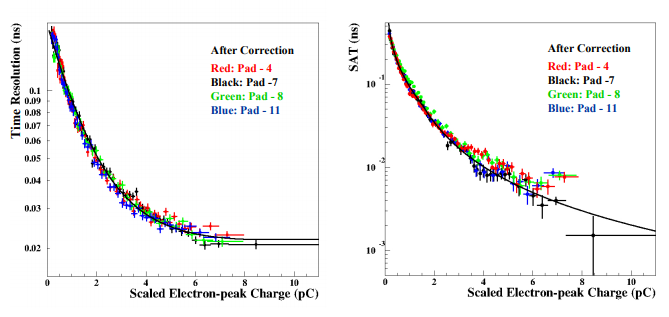 Time Resolution (ns)
After Correction
Red: Pad - 4
Black: Pad -7
Green: Pad - 8
Blue: Pad - 11
0.1
0.09
0.08
0.07
0.06
0.05
0.04
0.03
0.02
0 2 4 6 8 10
Scaled Electron-peak Charge (pC)
SAT (ns)
After Correction
Red: Pad - 4
Black: Pad -7
Green: Pad - 8
Blue: Pad - 11
10⁻¹
10⁻²
10⁻³
0 2 4 6 8 10
Scaled Electron-peak Charge (pC)